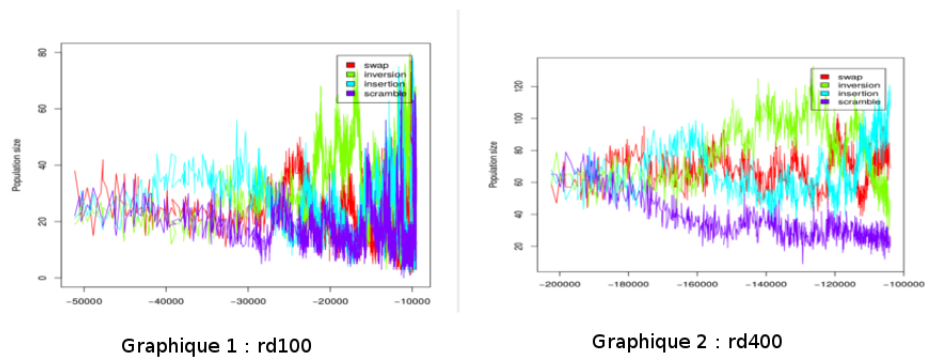 swap
inversion
insertion
scramble
Population size
80
60
40
20
0
−50000 −40000 −30000 −20000 −10000
Graphique 1 : rd100
swap
inversion
insertion
scramble
Population size
120
100
80
60
40
20
−200000 −180000 −160000 −140000 −120000 −100000
Graphique 2 : rd400